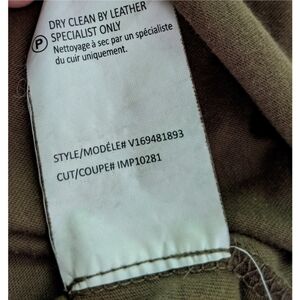 DRY CLEAN BY LEATHER
SPECIALIST ONLY
P
Nettoyage à sec par un spécialiste
du cuir uniquement.
STYLE/MODÉLE# V169481893
CUT/COUPE# IMP10281